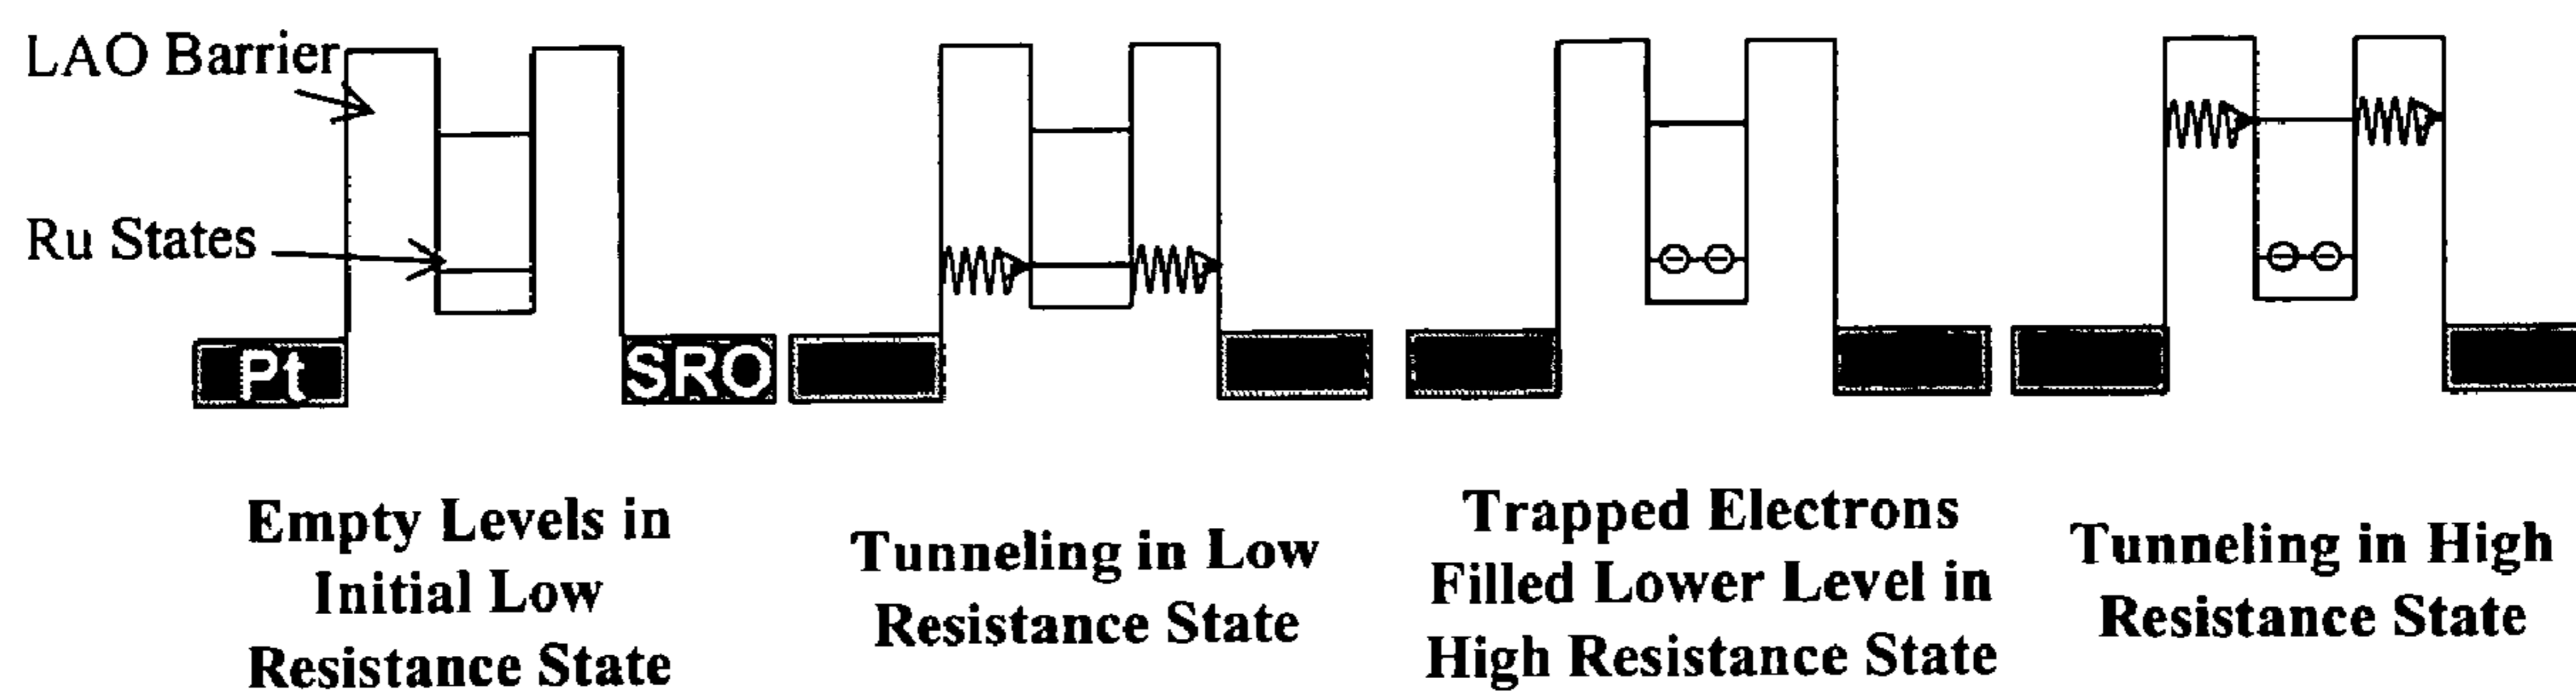 LAO Barrier
Ru States
Pt
SRO
Empty Levels in
Initial Low
Resistance State
Tunneling in Low
Resistance State
Trapped Electrons
Filled Lower Level in
High Resistance State
Tunneling in High
Resistance State